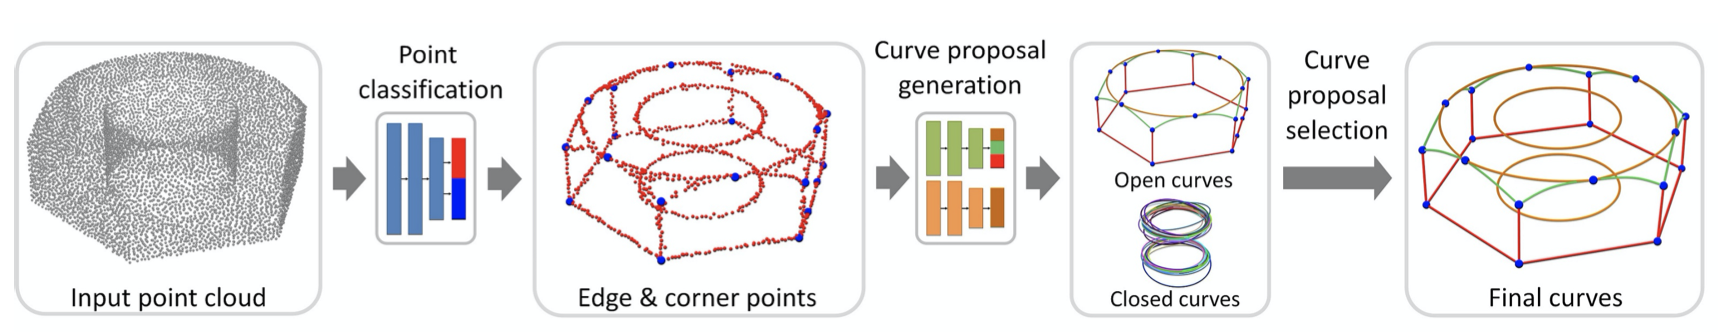 Point
classification
Curve proposal
generation
Curve
proposal
selection
Input point cloud
Edge & corner points
Open curves
Closed curves
Final curves